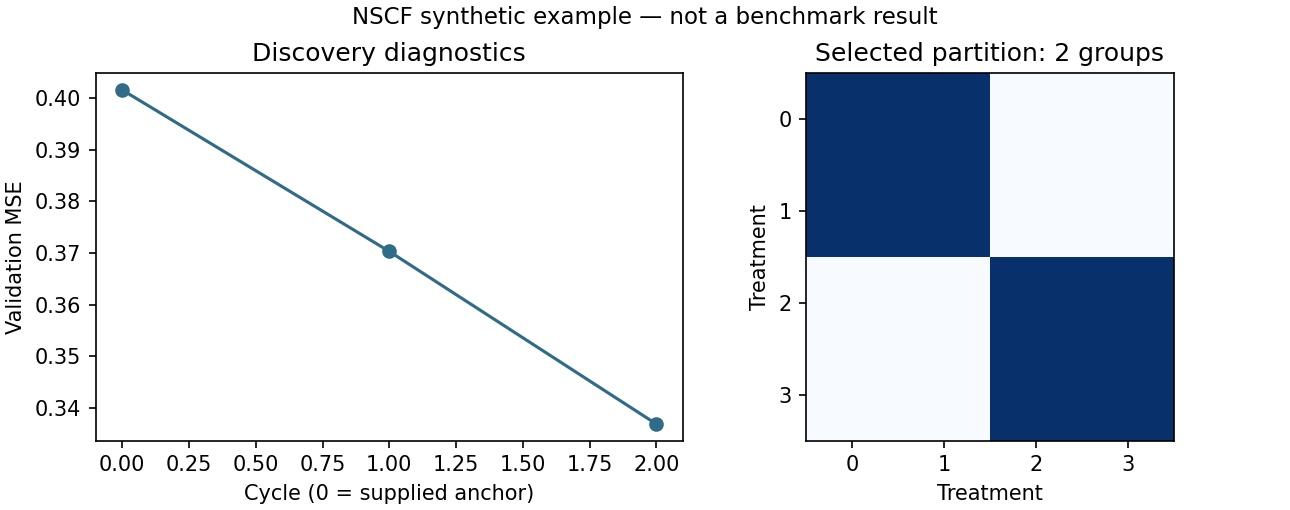 NSCF synthetic example — not a benchmark result
Discovery diagnostics
Validation MSE
0.40
0.39
0.38
0.37
0.36
0.35
0.34
0.00 0.25 0.50 0.75 1.00 1.25 1.50 1.75 2.00
Cycle (0 = supplied anchor)
Selected partition: 2 groups
Treatment
0
1
2
3
0 1 2 3
Treatment